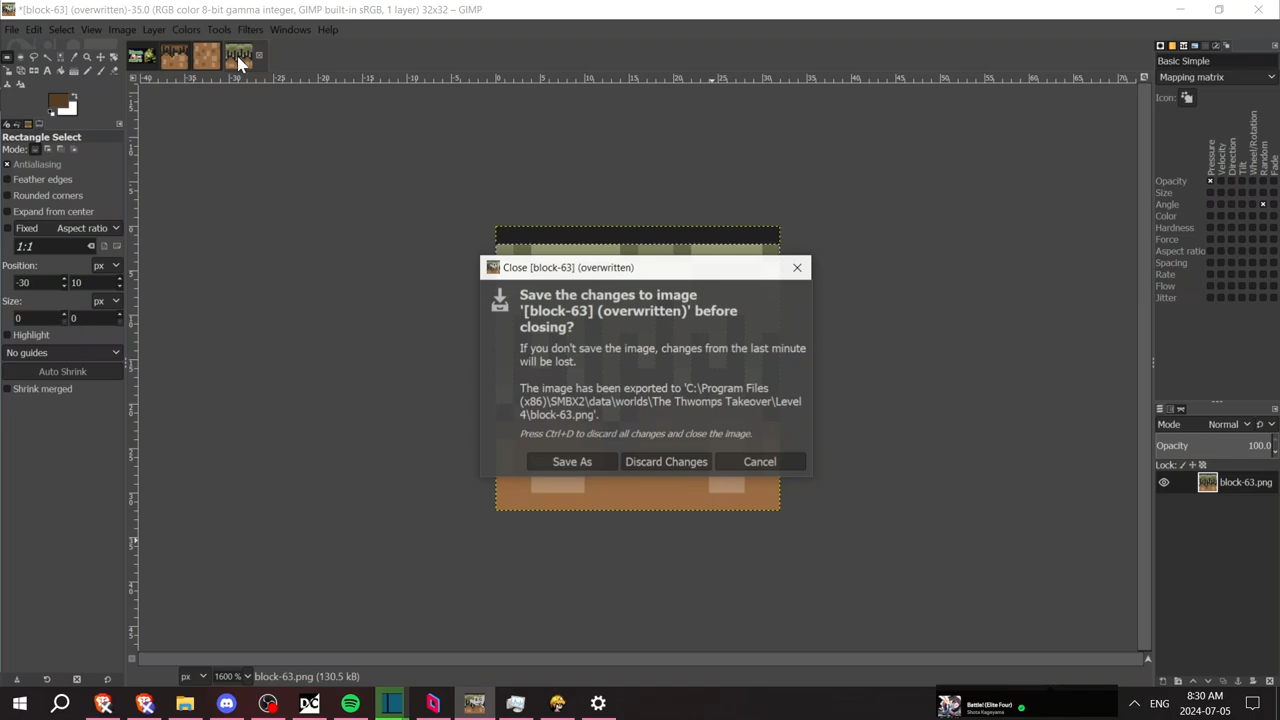 *[block-63] (overwritten)-35.0 (RGB color 8-bit gamma integer, GIMP built-in sRGB, 1 layer) 32x32 – GIMP
File Edit Select View Image Layer Colors Tools Filters Windows Help
Rectangle Select
Mode:
Antialiasing
Feather edges
Rounded corners
Expand from center
Fixed Aspect ratio
1:1
Position: px
-30 10
Size: px
0 0
Highlight
No guides
Auto Shrink
Shrink merged
Close [block-63] (overwritten)
Save the changes to image
'[block-63] (overwritten)' before
closing?
If you don't save the image, changes from the last minute
will be lost.
The image has been exported to 'C:\Program Files
(x86)\SMBX2\data\worlds\The Thwomps Takeover\Level
4\block-63.png'.
Press Ctrl+D to discard all changes and close the image.
Save As Discard Changes Cancel
px 1600 % block-63.png (130.5 kB)
Basic Simple
Mapping matrix
Icon:
Pressure
Velocity
Direction
Tilt
Wheel/Rotation
Random
Fade
Opacity
Size
Angle
Color
Hardness
Force
Aspect ratio
Spacing
Rate
Flow
Jitter
Mode Normal
Opacity 100.0
Lock:
block-63.png
Battle! (Elite Four)
Shota Kageyama
ENG
8:30 AM
2024-07-05